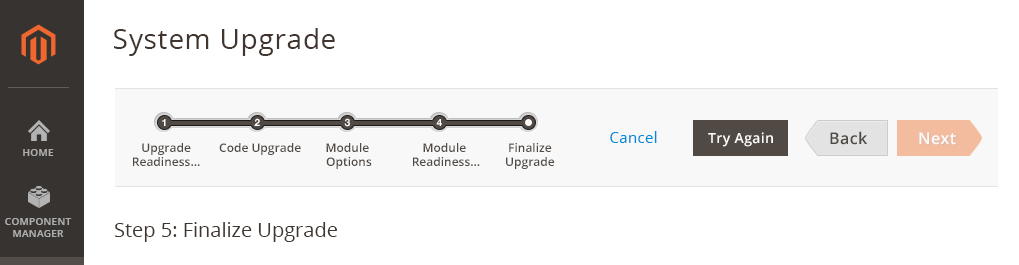 System Upgrade
1 2 3 4
Upgrade Readiness...
Code Upgrade
Module Options
Module Readiness...
Finalize Upgrade
Cancel
Try Again
Back
Next
HOME
COMPONENT
MANAGER
Step 5: Finalize Upgrade